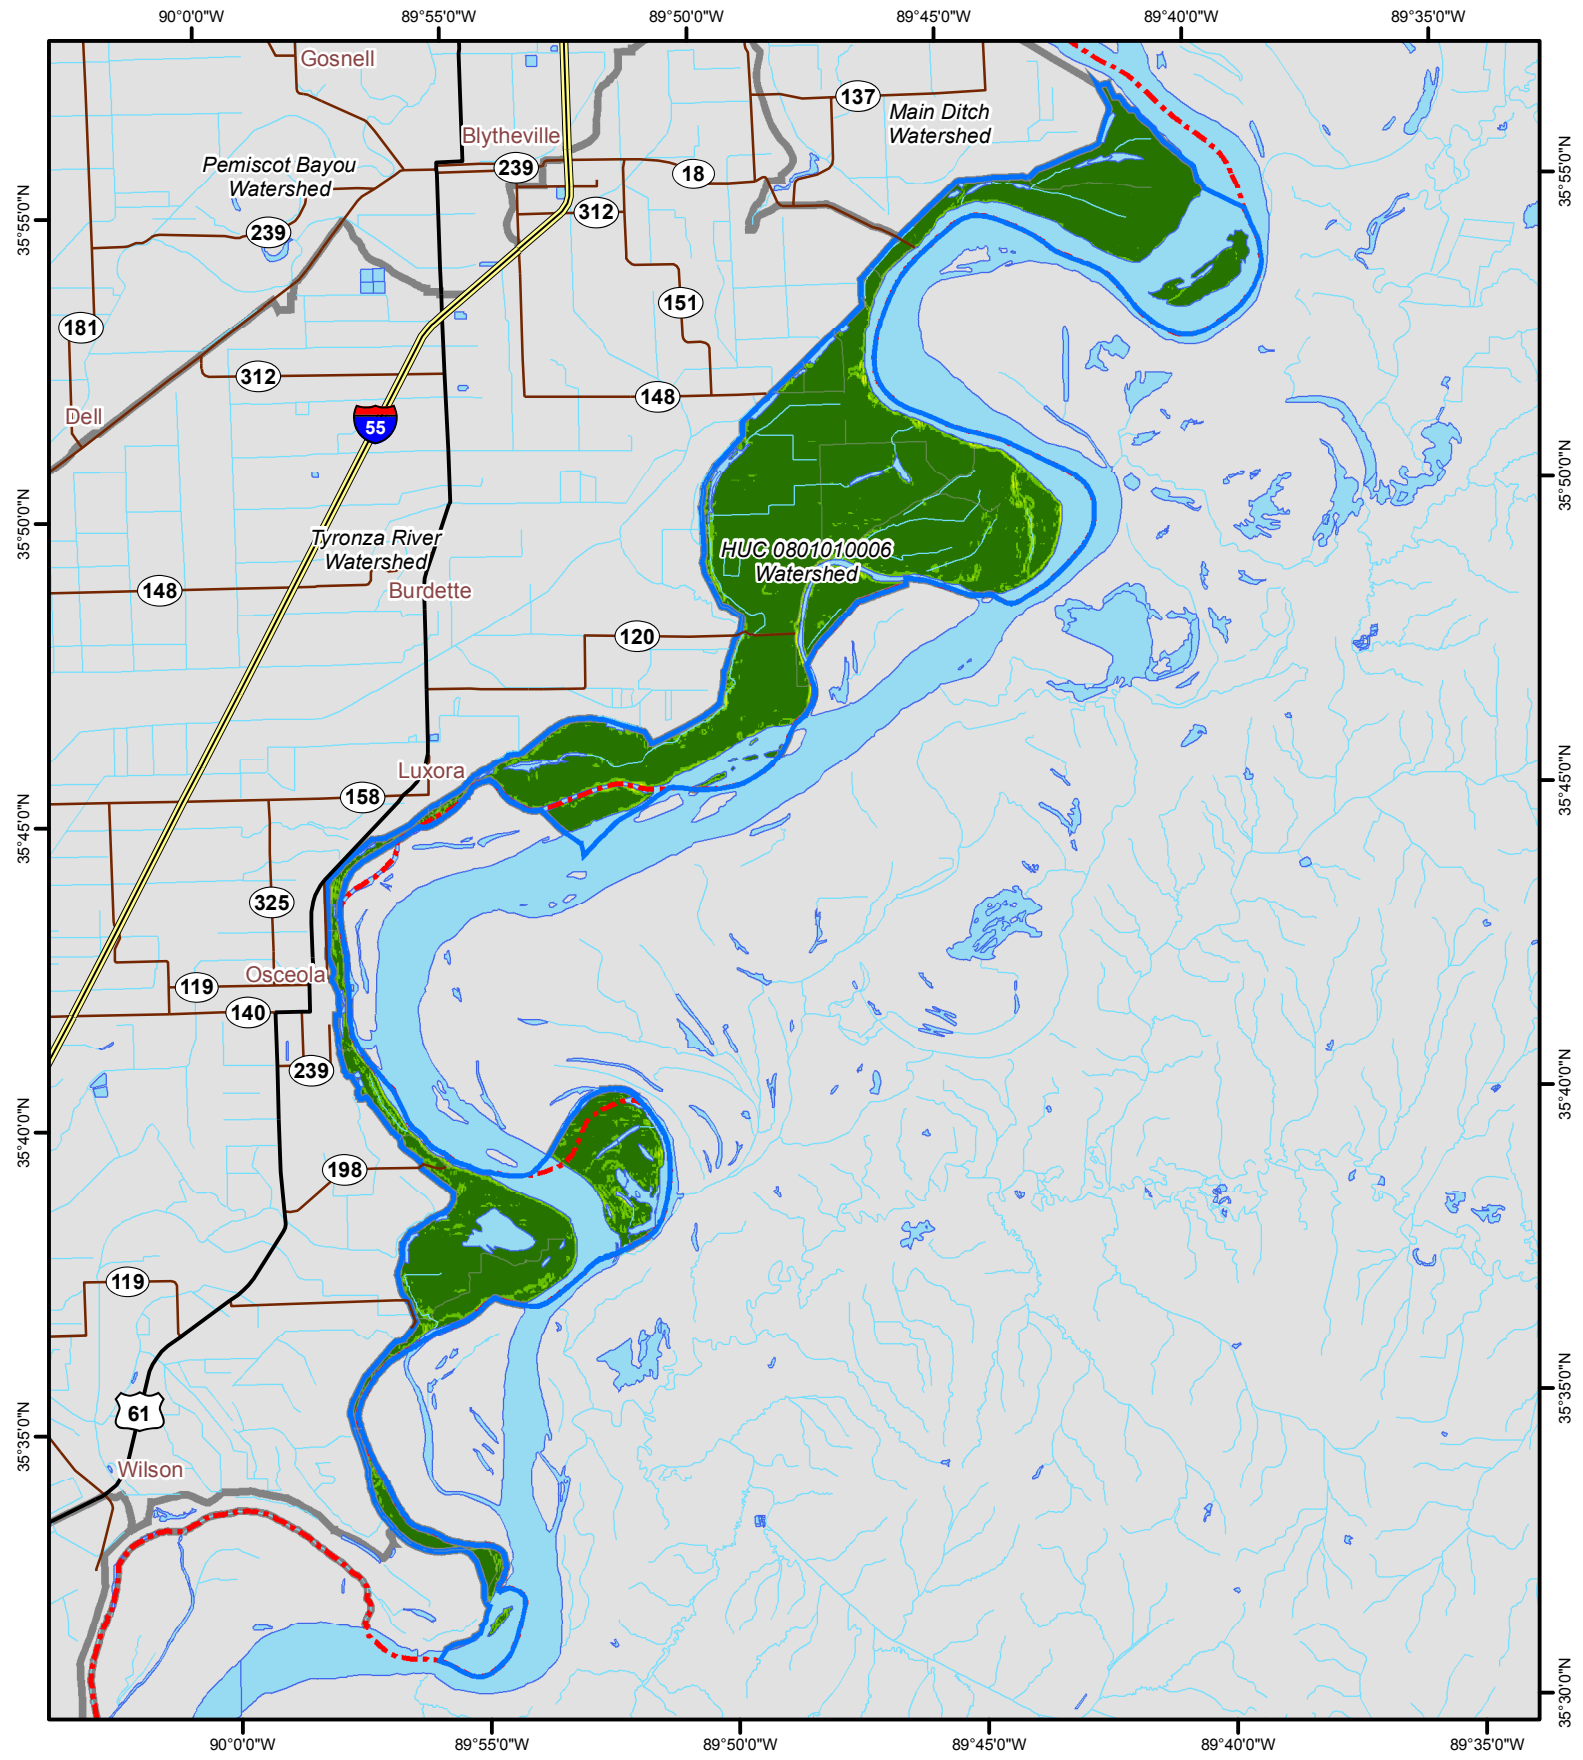 90°0'0"W 89°55'0"W 89°50'0"W 89°45'0"W 89°40'0"W 89°35'0"W
Gosnell
137
Main Ditch
Watershed
Blytheville
239
18
Pemiscot Bayou
Watershed
35°55'0"N
35°55'0"N
312
239
151
181
312
148
Dell
55
35°50'0"N
35°50'0"N
Tyronza River
Watershed
HUC 0801010006
Watershed
148
Burdette
120
Luxora
35°45'0"N
158
35°45'0"N
325
Osceola
119
140
239
35°40'0"N
35°40'0"N
198
119
35°35'0"N
61
35°35'0"N
Wilson
35°30'0"N
90°0'0"W 89°55'0"W 89°50'0"W 89°45'0"W 89°40'0"W 89°35'0"W